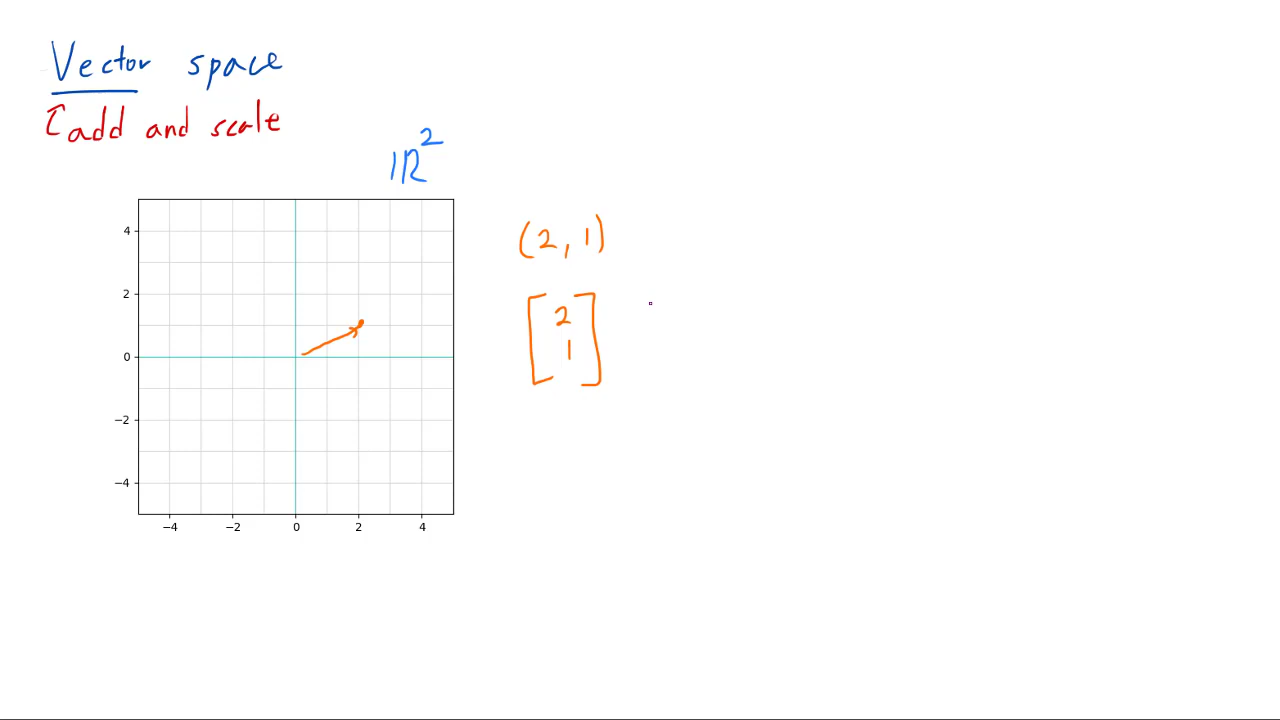 Vector space
↑add and scale
ℝ²
(2, 1)
[2
1]
4
2
0
−2
−4
−4 −2 0 2 4